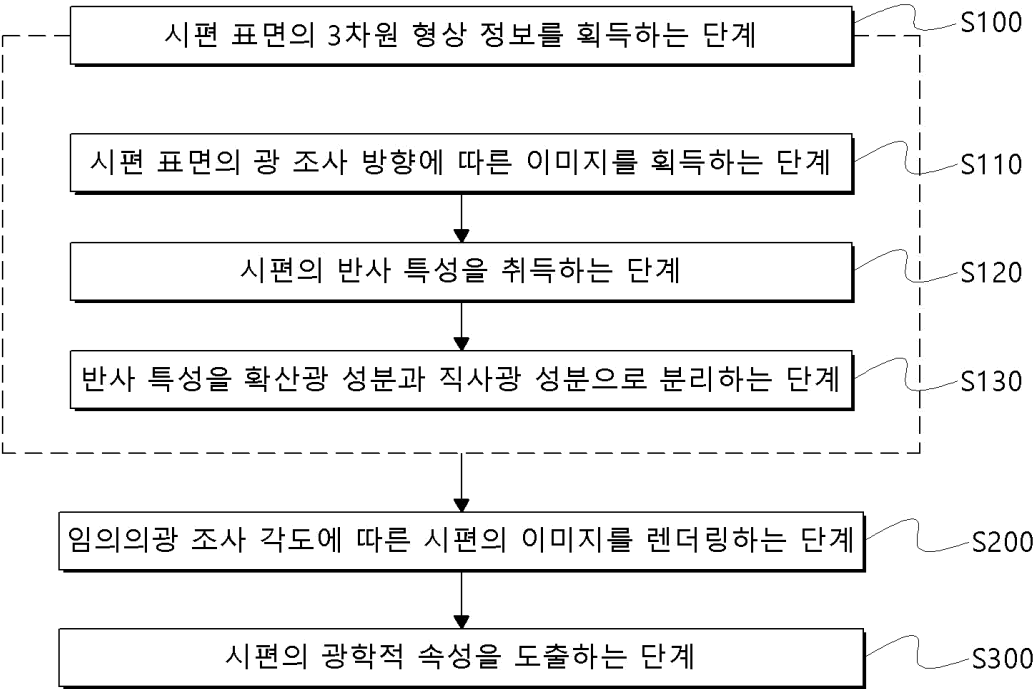 시편 표면의 3차원 형상 정보를 획득하는 단계 S100
시편 표면의 광 조사 방향에 따른 이미지를 획득하는 단계 S110
시편의 반사 특성을 취득하는 단계 S120
반사 특성을 확산광 성분과 직사광 성분으로 분리하는 단계 S130
임의의광 조사 각도에 따른 시편의 이미지를 렌더링하는 단계 S200
시편의 광학적 속성을 도출하는 단계 S300